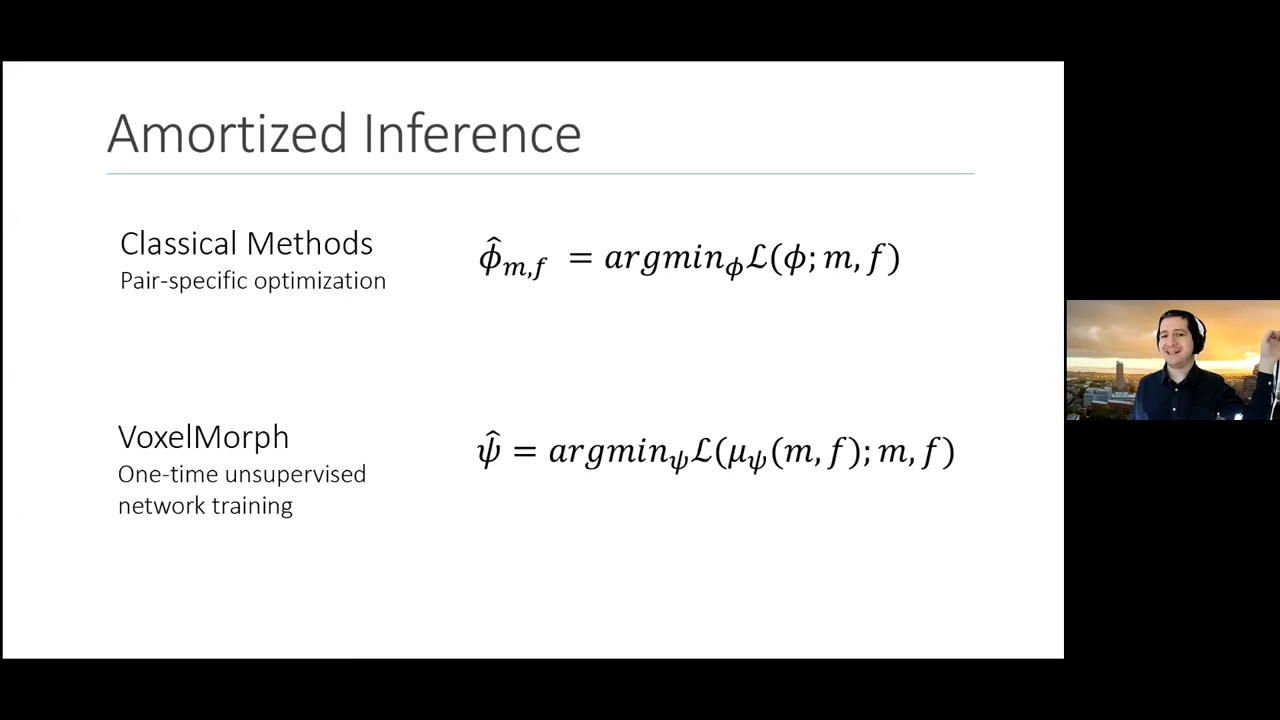 Amortized Inference
Classical Methods
Pair-specific optimization
$\hat{\phi}_{m,f} = argmin_{\phi} \mathcal{L}(\phi; m, f)$
VoxelMorph
One-time unsupervised
network training
$\hat{\psi} = argmin_{\psi} \mathcal{L}(\mu_{\psi}(m, f); m, f)$